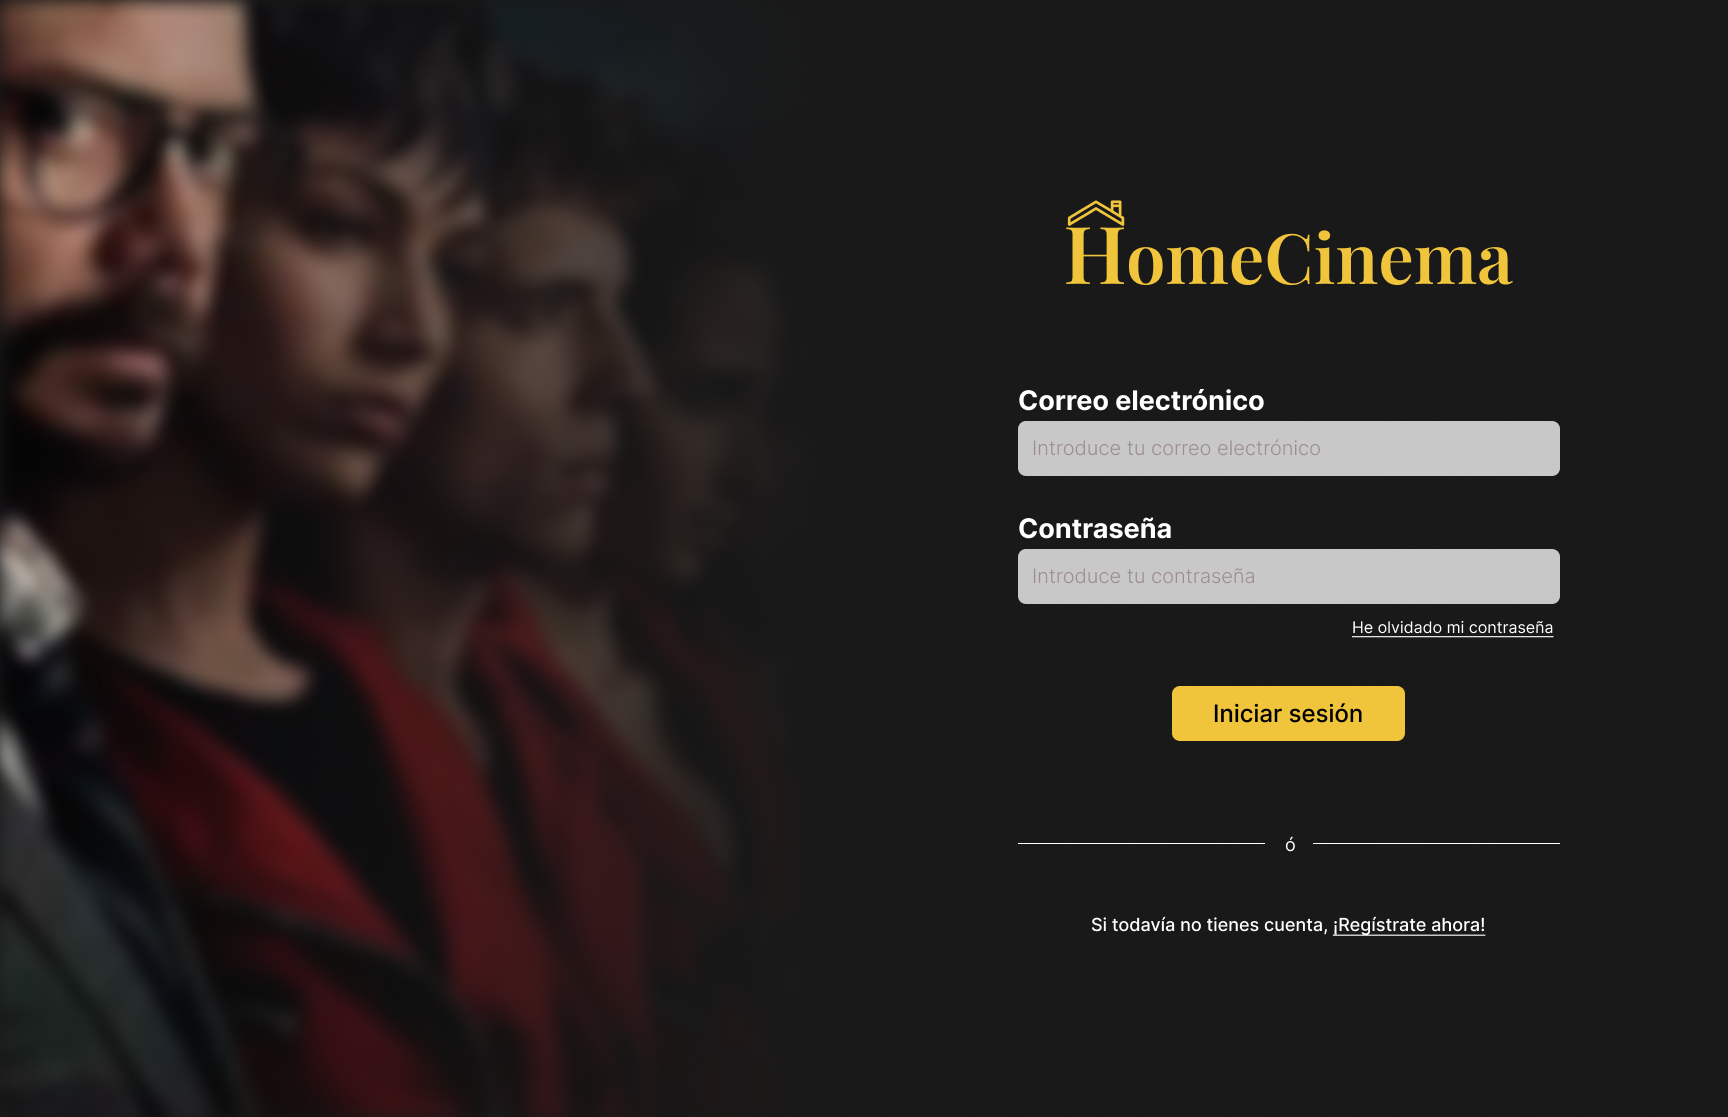 HomeCinema
Correo electrónico
Introduce tu correo electrónico
Contraseña
Introduce tu contraseña
He olvidado mi contraseña
Iniciar sesión
ó
Si todavía no tienes cuenta, ¡Regístrate ahora!